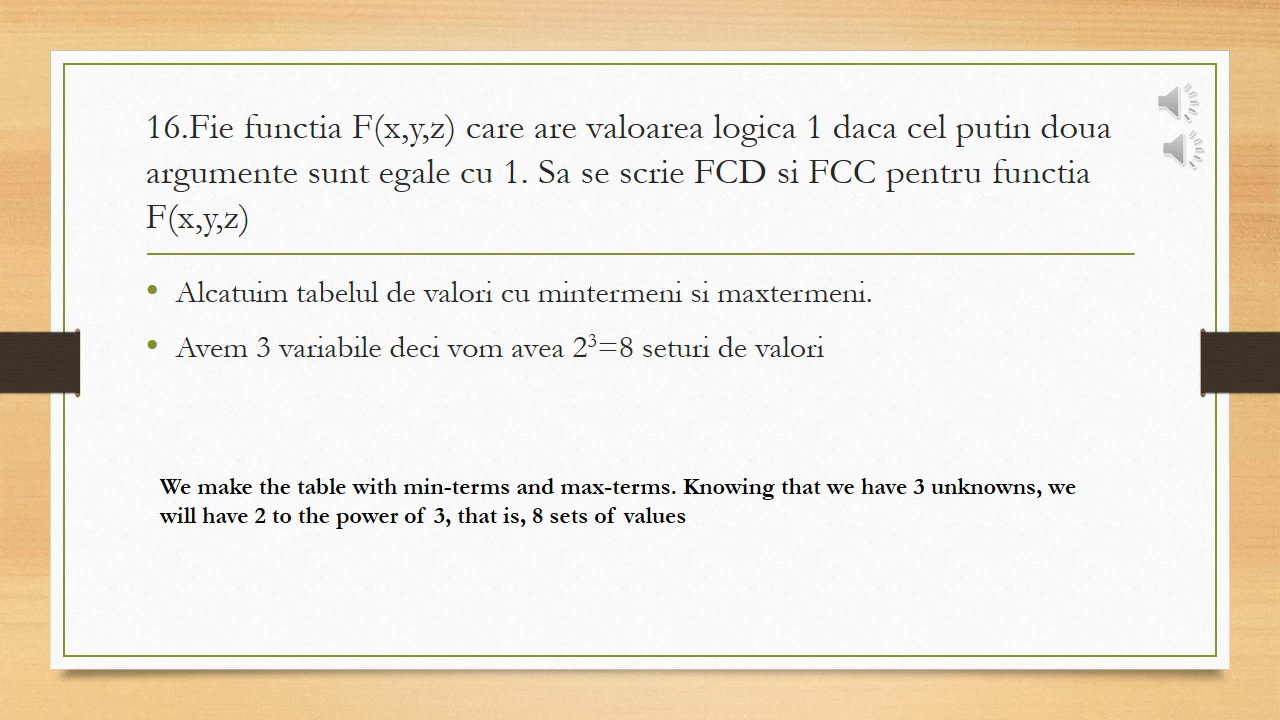 16.Fie functia F(x,y,z) care are valoarea logica 1 daca cel putin doua
argumente sunt egale cu 1. Sa se scrie FCD si FCC pentru functia
F(x,y,z)
• Alcatuim tabelul de valori cu mintermeni si maxtermeni.
• Avem 3 variabile deci vom avea 2³=8 seturi de valori
We make the table with min-terms and max-terms. Knowing that we have 3 unknowns, we
will have 2 to the power of 3, that is, 8 sets of values